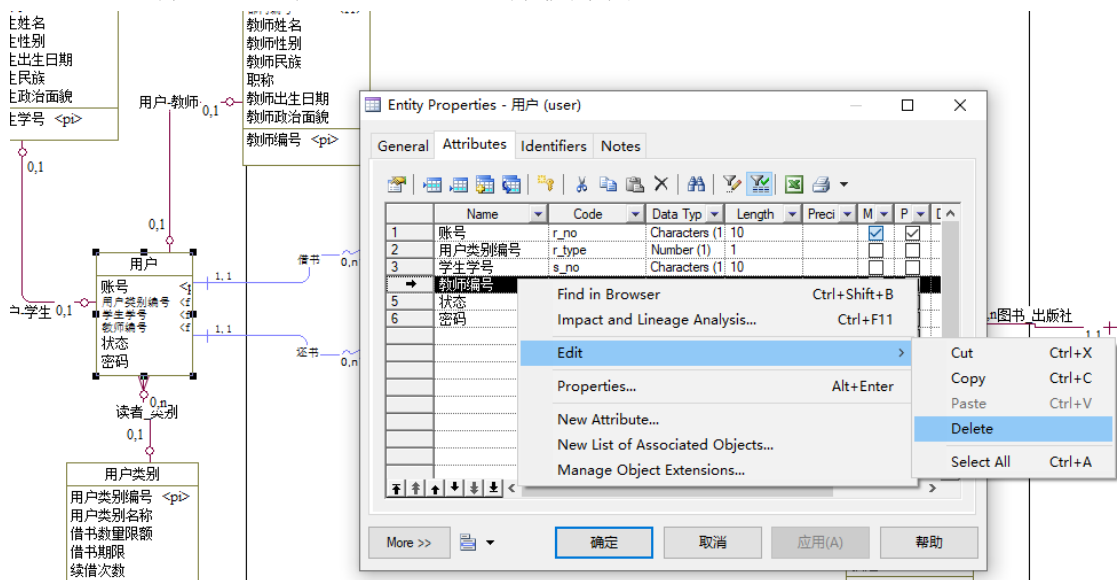 生姓名
生性别
生出生日期
生民族
生政治面貌
生学号 <pi>
0,1
教师姓名
教师性别
教师民族
职称
教师出生日期
教师政治面貌
教师编号 <pi>
用户-教师
0,1
0,1
用户
账号
用户类别编号 <f
学生学号 <f
教师编号 <f
状态
密码
户-学生 0,1
1,1
借书
0,n
1,1
还书
0,n
0,n
读者_类别
0,1
用户类别
用户类别编号 <pi>
用户类别名称
借书数量限额
借书期限
续借次数
Entity Properties - 用户 (user)
General Attributes Identifiers Notes
Name Code Data Typ Length Preci M P D
1 账号 r_no Characters (1 10
2 用户类别编号 r_type Number (1) 1
3 学生学号 s_no Characters (1 10
教师编号
5 状态
6 密码
Find in Browser Ctrl+Shift+B
Impact and Lineage Analysis... Ctrl+F11
Edit
Properties... Alt+Enter
New Attribute...
New List of Associated Objects...
Manage Object Extensions...
Cut Ctrl+X
Copy Ctrl+C
Paste Ctrl+V
Delete
Select All Ctrl+A
More >>
确定
取消
应用(A)
帮助
,n图书_出版社
1,1